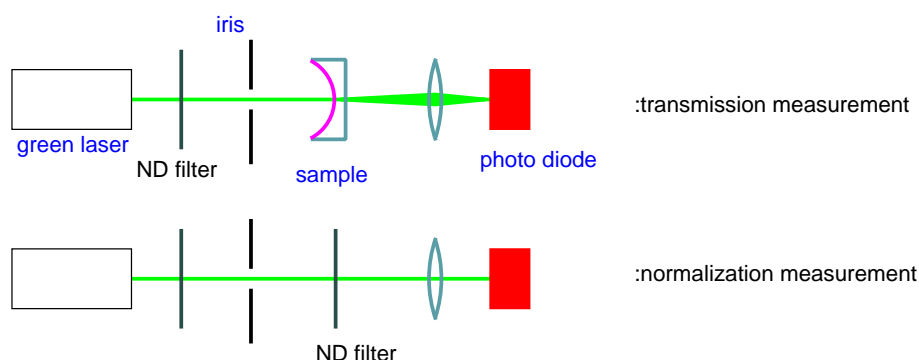 iris
:transmission measurement
green laser
ND filter
sample
photo diode
:normalization measurement
ND filter